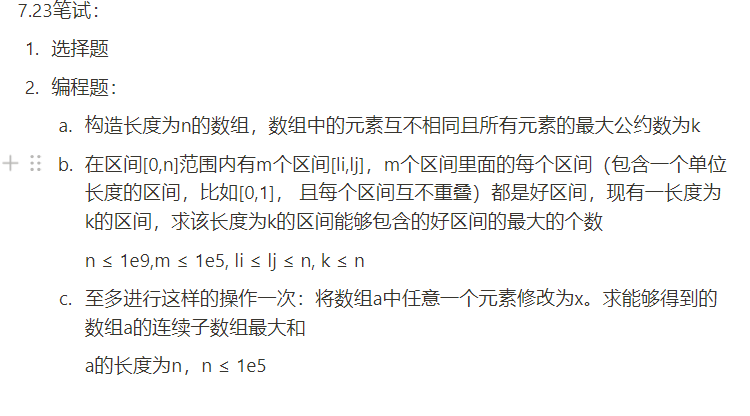 7.23笔试：
1. 选择题
2. 编程题：
a. 构造长度为n的数组，数组中的元素互不相同且所有元素的最大公约数为k
b. 在区间[0,n]范围内有m个区间[li,lj]，m个区间里面的每个区间（包含一个单位
长度的区间，比如[0,1]， 且每个区间互不重叠）都是好区间，现有一长度为
k的区间，求该长度为k的区间能够包含的好区间的最大的个数
n ≤ 1e9,m ≤ 1e5, li ≤ lj ≤ n, k ≤ n
c. 至多进行这样的操作一次：将数组a中任意一个元素修改为x。求能够得到的
数组a的连续子数组最大和
a的长度为n，n ≤ 1e5